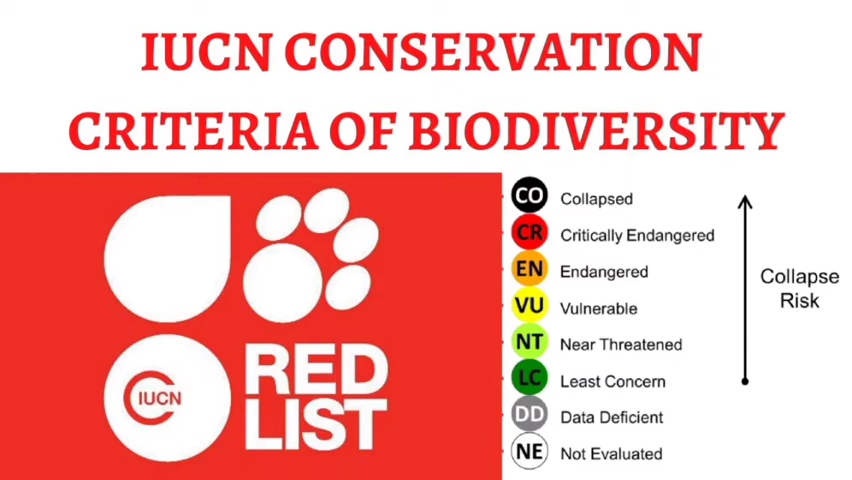 IUCN CONSERVATION
CRITERIA OF BIODIVERSITY
IUCN
RED
LIST
CO Collapsed
CR Critically Endangered
EN Endangered
VU Vulnerable
NT Near Threatened
LC Least Concern
DD Data Deficient
NE Not Evaluated
Collapse
Risk